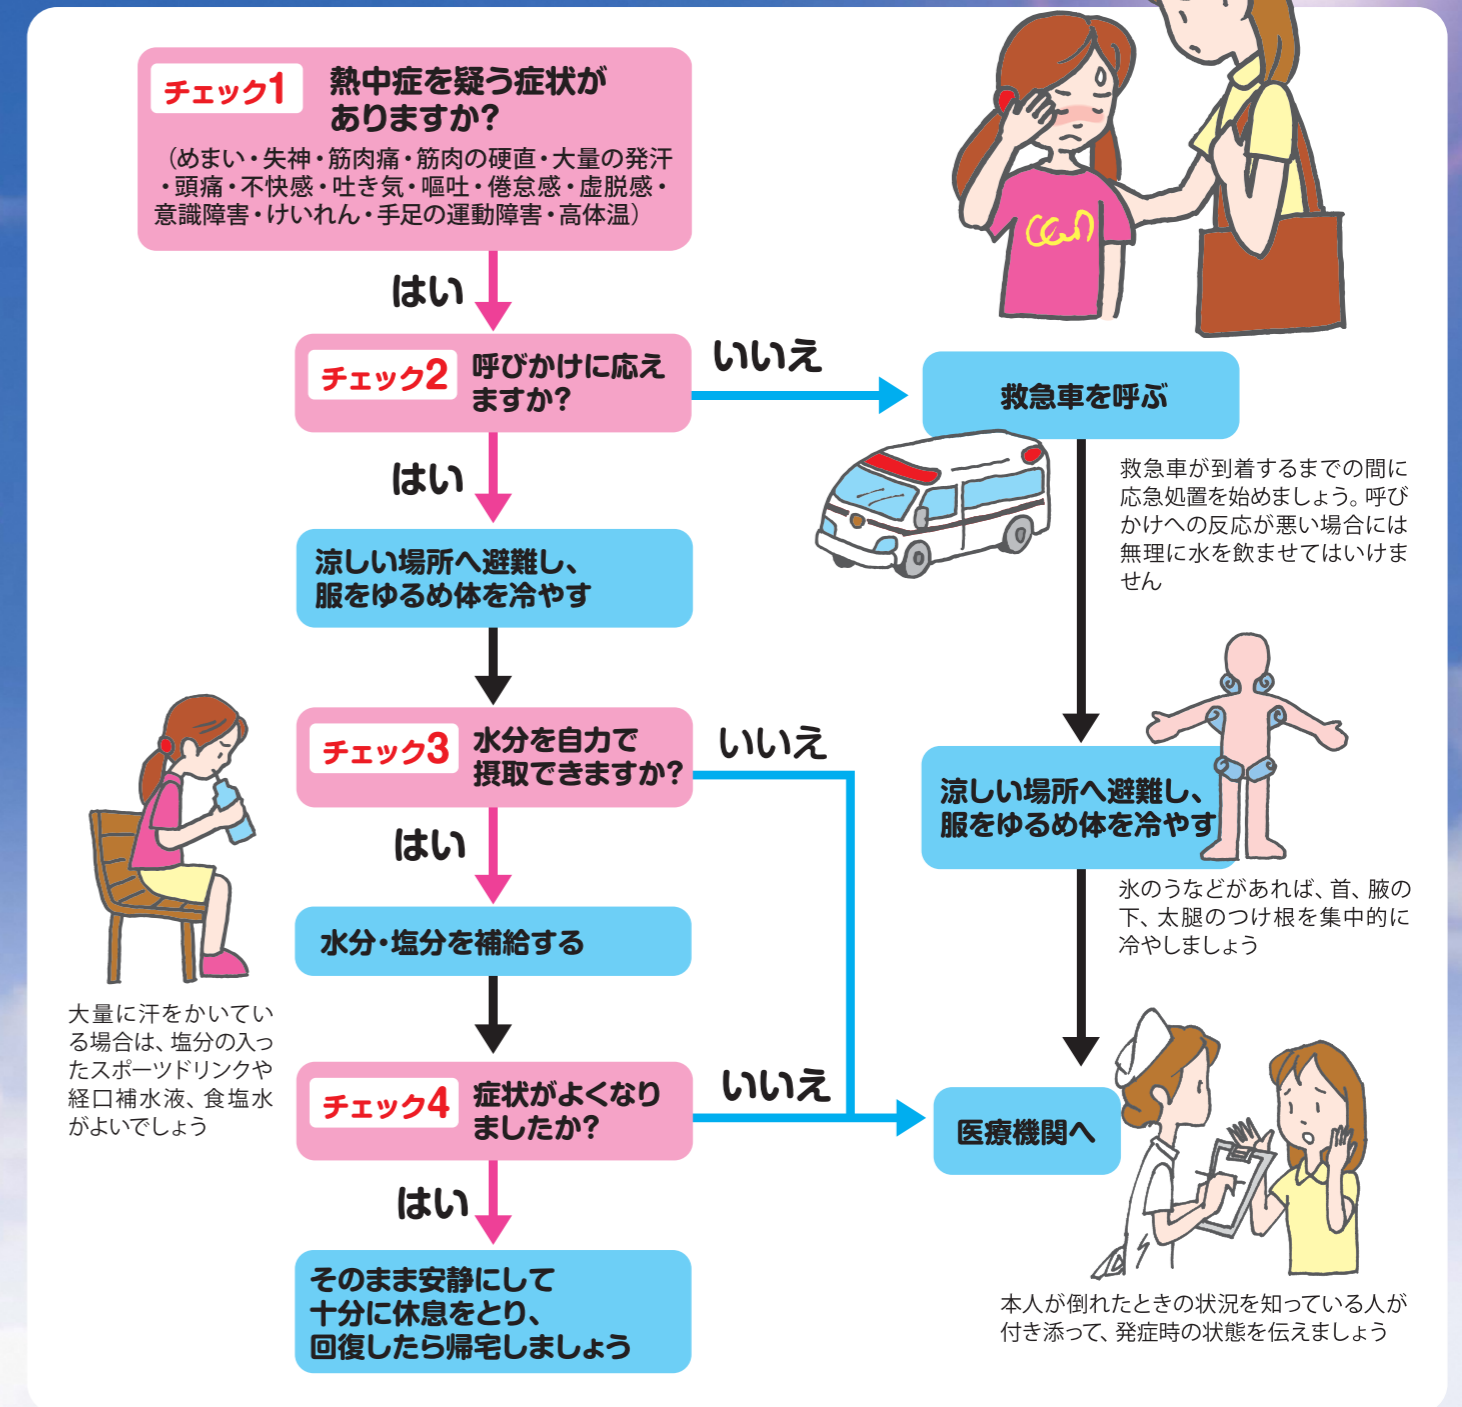 チェック1
熱中症を疑う症状が
ありますか?
（めまい・失神・筋肉痛・筋肉の硬直・大量の発汗
・頭痛・不快感・吐き気・嘔吐・倦怠感・虚脱感・
意識障害・けいれん・手足の運動障害・高体温）
はい
チェック2
呼びかけに応え
ますか?
いいえ
救急車を呼ぶ
救急車が到着するまでの間に
応急処置を始めましょう。呼び
かけへの反応が悪い場合には
無理に水を飲ませてはいけま
せん
はい
涼しい場所へ避難し、
服をゆるめ体を冷やす
チェック3
水分を自力で
摂取できますか?
いいえ
涼しい場所へ避難し、
服をゆるめ体を冷やす
氷のうなどがあれば、首、腋の
下、太腿のつけ根を集中的に
冷やしましょう
はい
水分・塩分を補給する
大量に汗をかいてい
る場合は、塩分の入っ
たスポーツドリンクや
経口補水液、食塩水
がよいでしょう
チェック4
症状がよくなり
ましたか?
いいえ
医療機関へ
本人が倒れたときの状況を知っている人が
付き添って、発症時の状態を伝えましょう
はい
そのまま安静にして
十分に休息をとり、
回復したら帰宅しましょう